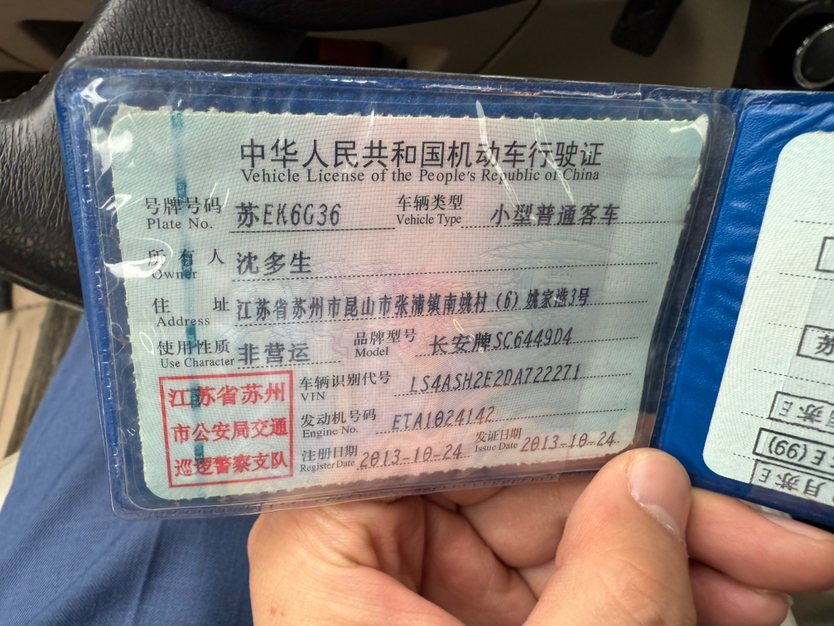 中华人民共和国机动车行驶证
Vehicle License of the People's Republic of China
号牌号码 苏EK6G36 车辆类型 小型普通客车
Plate No. Vehicle Type
所有人 沈多生
Owner
住址 江苏省苏州市昆山市张浦镇南姚村（6）姚家港3号
Address
使用性质 非营运 品牌型号 长安牌SC6449D4
Use Character Model
江苏省苏州
市公安局交通
巡逻警察支队
车辆识别代号 LS4ASH2E2DA722271
VIN
发动机号码 ETA1024142
Engine No.
注册日期 2013-10-24 发证日期 2013-10-24
Register Date Issue Date
苏E
E(99)
月苏E